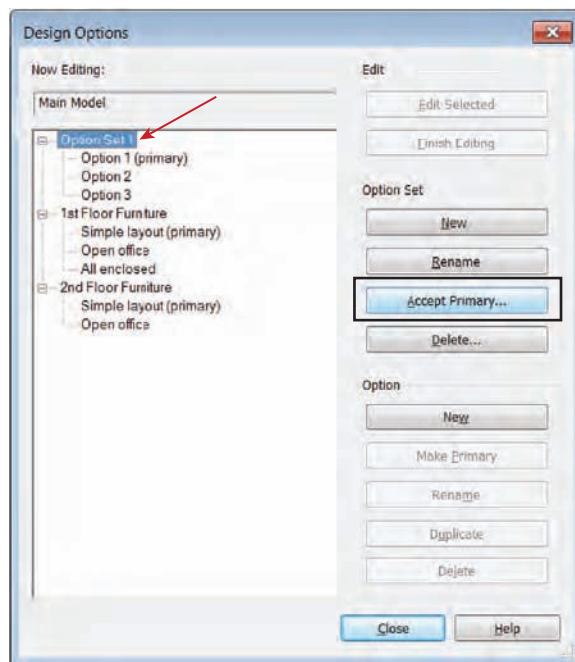 Design Options
Now Editing:
Main Model
Option Set 1
Option 1 (primary)
Option 2
Option 3
1st Floor Furniture
Simple layout (primary)
Open office
All enclosed
2nd Floor Furniture
Simple layout (primary)
Open office
Edit
Edit Selected
Finish Editing
Option Set
New
Rename
Accept Primary...
Delete...
Option
New
Make Primary
Rename
Duplicate
Delete
Close
Help